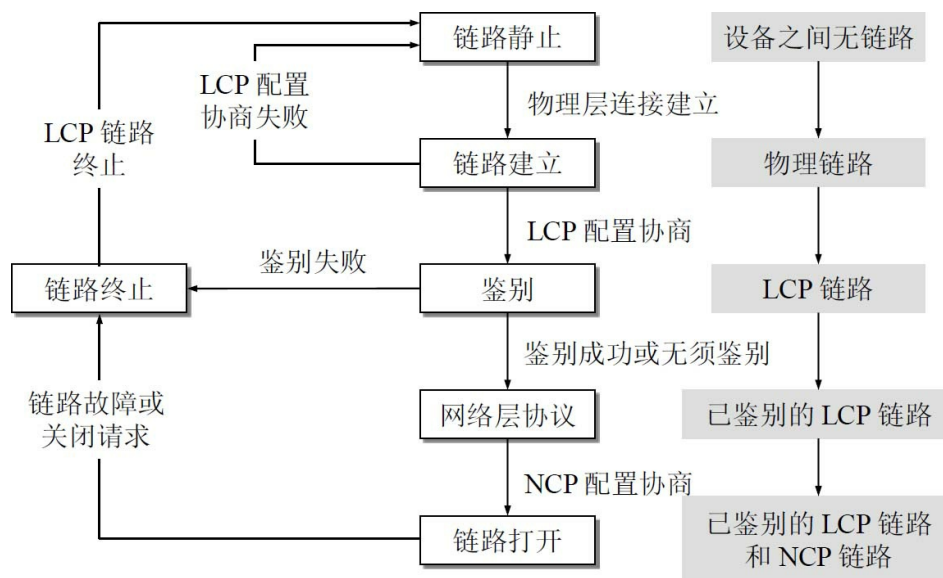 链路静止
设备之间无链路
LCP 配置
协商失败
物理层连接建立
LCP 链路
终止
链路建立
物理链路
LCP 配置协商
鉴别失败
链路终止
鉴别
LCP 链路
鉴别成功或无须鉴别
链路故障或
关闭请求
网络层协议
已鉴别的 LCP 链路
NCP 配置协商
链路打开
已鉴别的 LCP 链路
和 NCP 链路